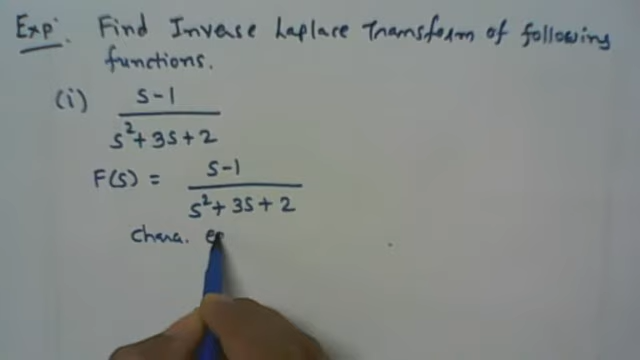 Exp: Find Inverse Laplace Transform of following
functions.
(i) s-1 / s²+3s+2
F(s) = s-1 / s²+3s+2
Chara.